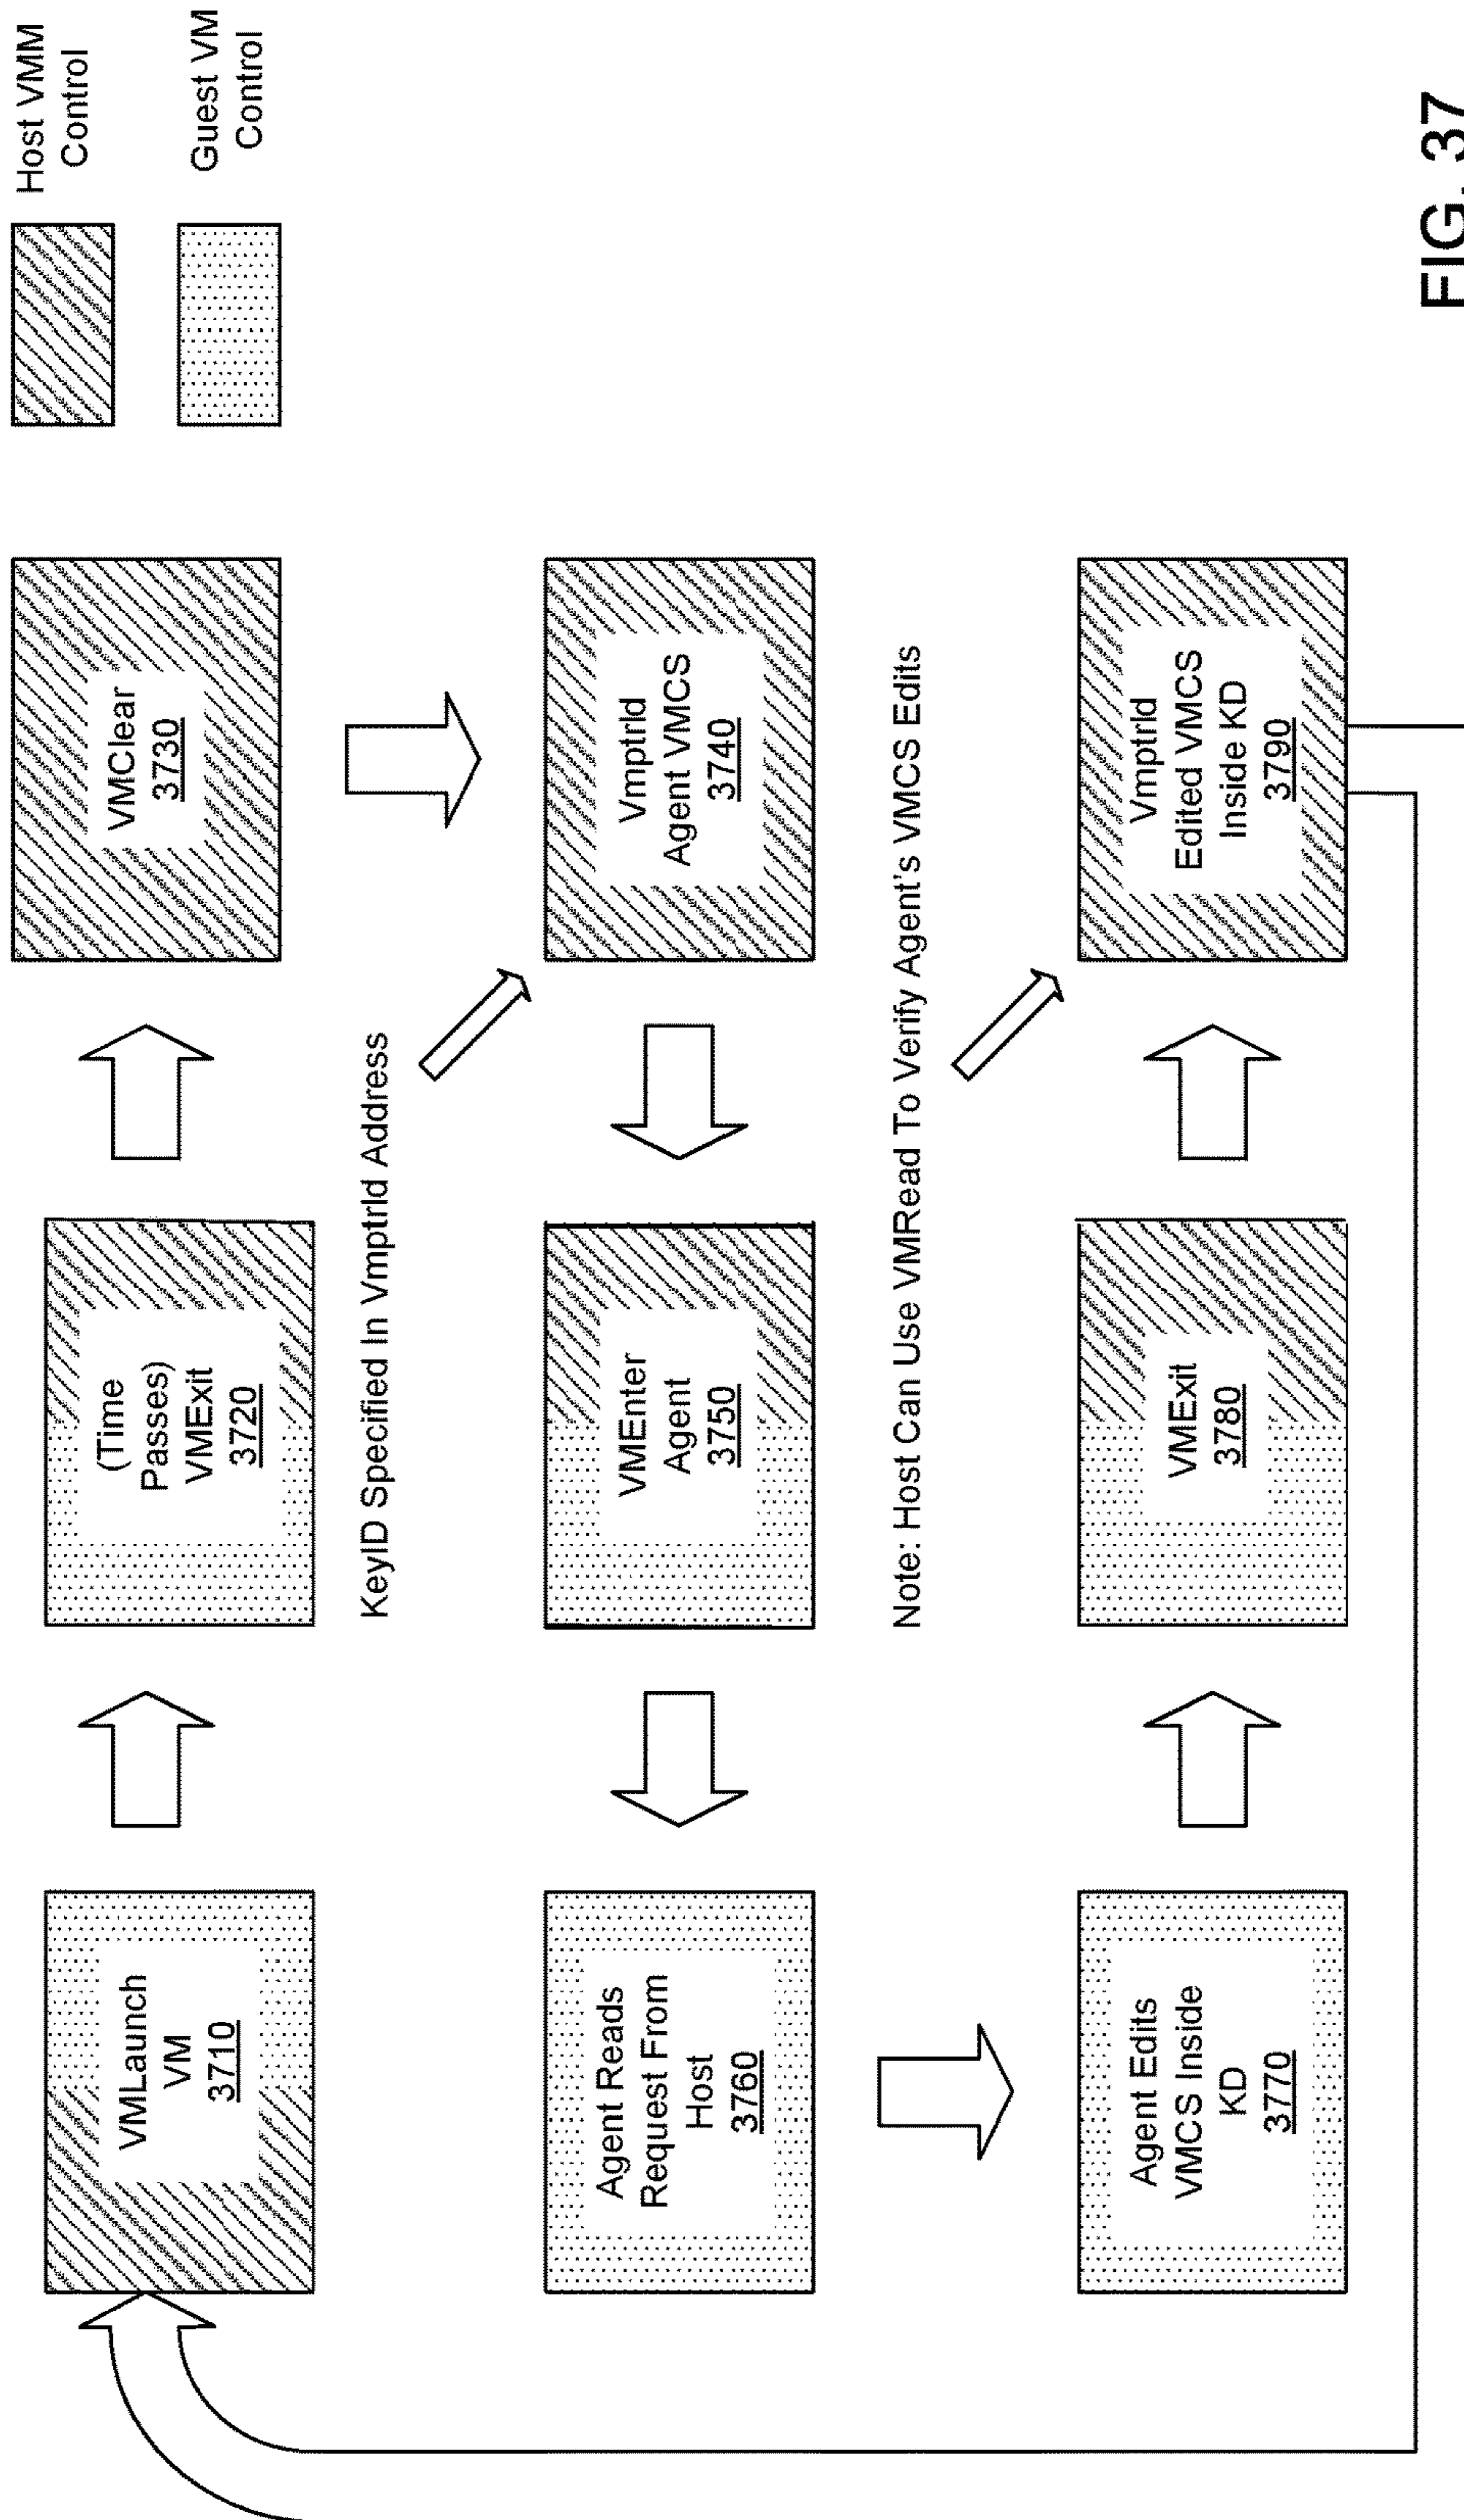 Host VMM
Control
Guest VM
Control
VMLaunch
VM
3710
(Time
Passes)
VMExit
3720
VMClear
3730
KeyID Specified In Vmptrld Address
Vmptrld
Agent VMCS
3740
VMEnter
Agent
3750
Agent Reads
Request From
Host
3760
Note: Host Can Use VMRead To Verify Agent's VMCS Edits
Agent Edits
VMCS Inside
KD
3770
VMExit
3780
Vmptrld
Edited VMCS
Inside KD
3790
FIG. 37